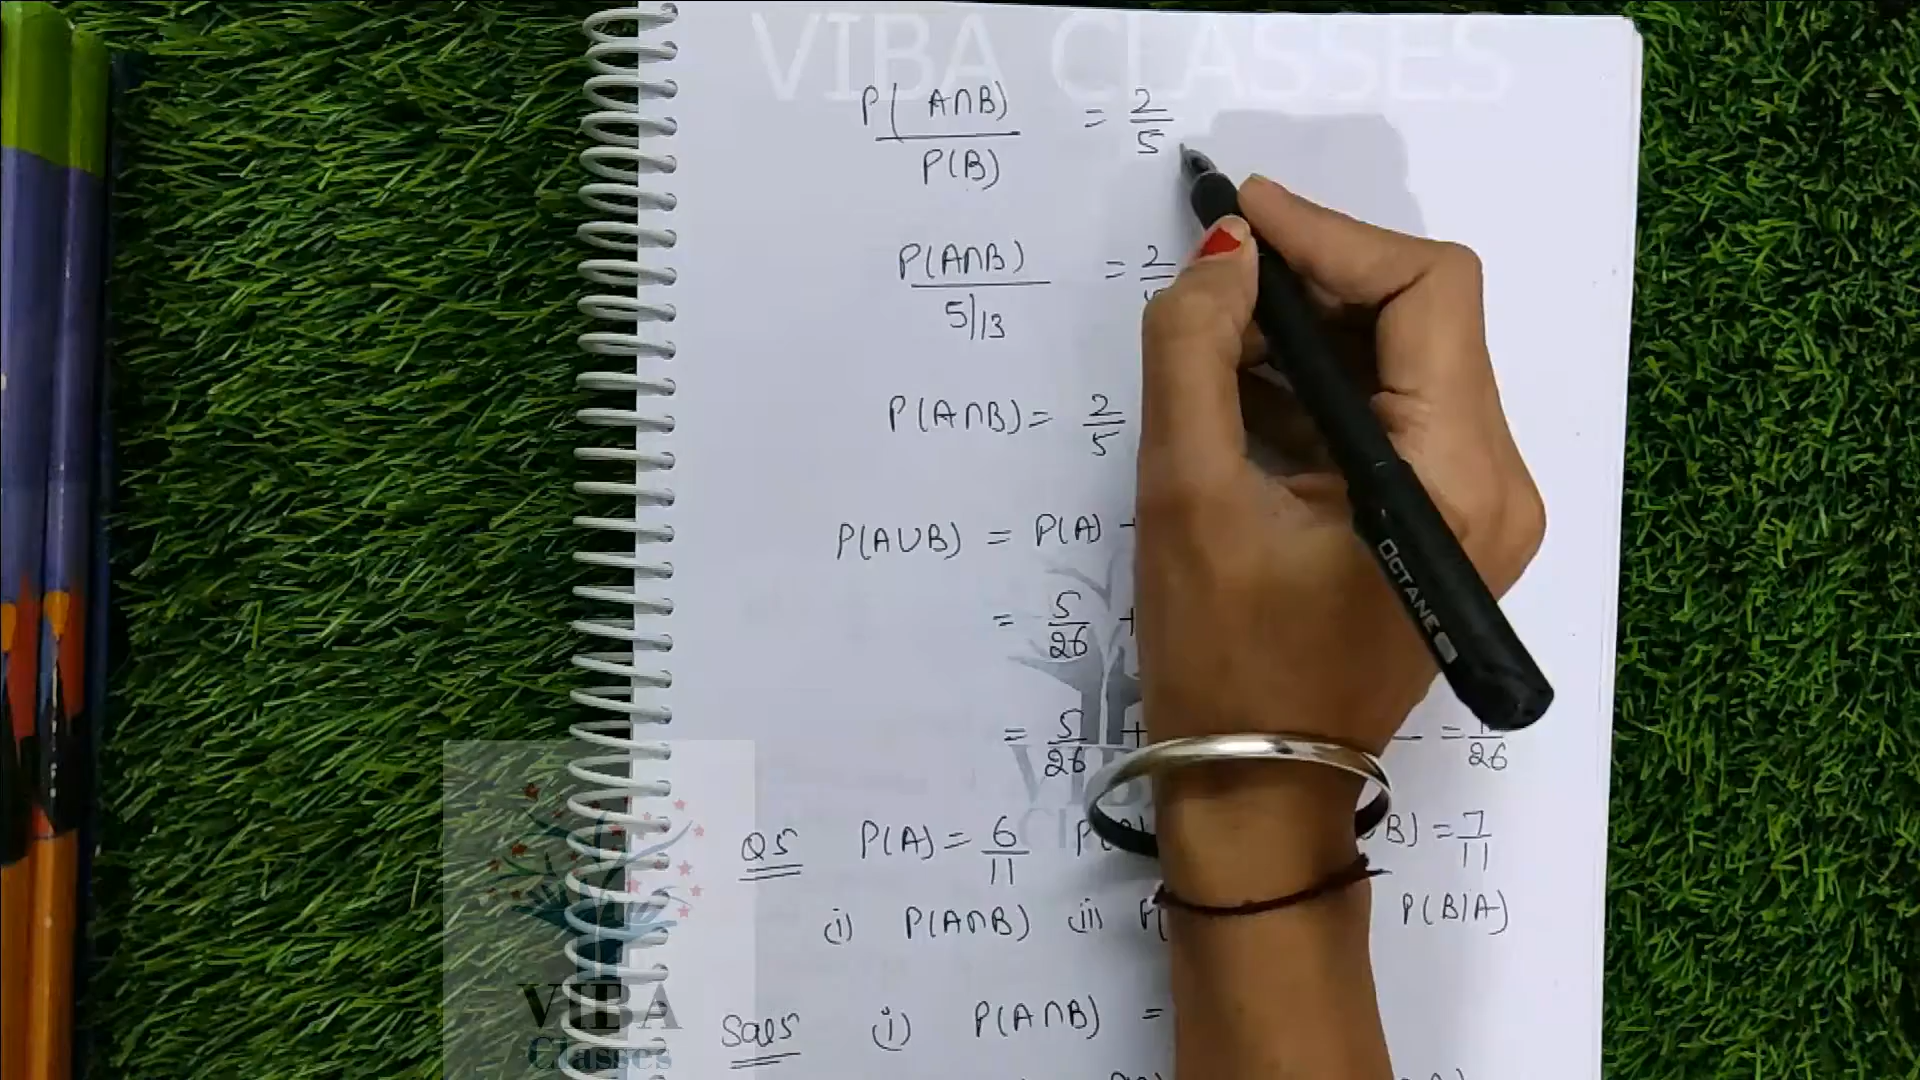 VIBA CLASSES
P( A∩B) / P(B) = 2/5
P(A∩B) / 5/13 = 2/
P(A∩B) = 2/5
P(A∪B) = P(A) +
= 5/26 +
= 5/26 + = /26
Q5 P(A) = 6/11 P( B) = 7/11
(i) P(A∩B) (ii) P( P(B|A)
(i) P(A∩B) =
VIBA
Classes
OCTANE